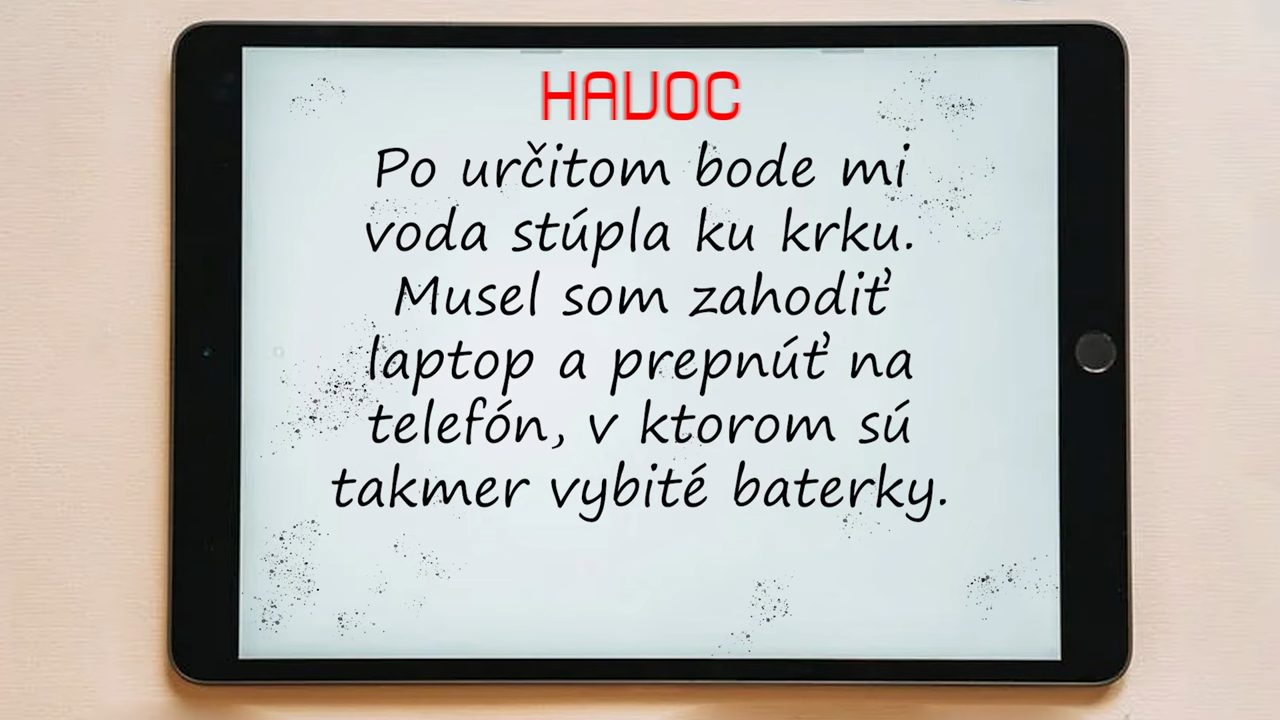 HAVOC
Po určitom bode mi
voda stúpla ku krku.
Musel som zahodiť
laptop a prepnúť na
telefón, v ktorom sú
takmer vybité baterky.